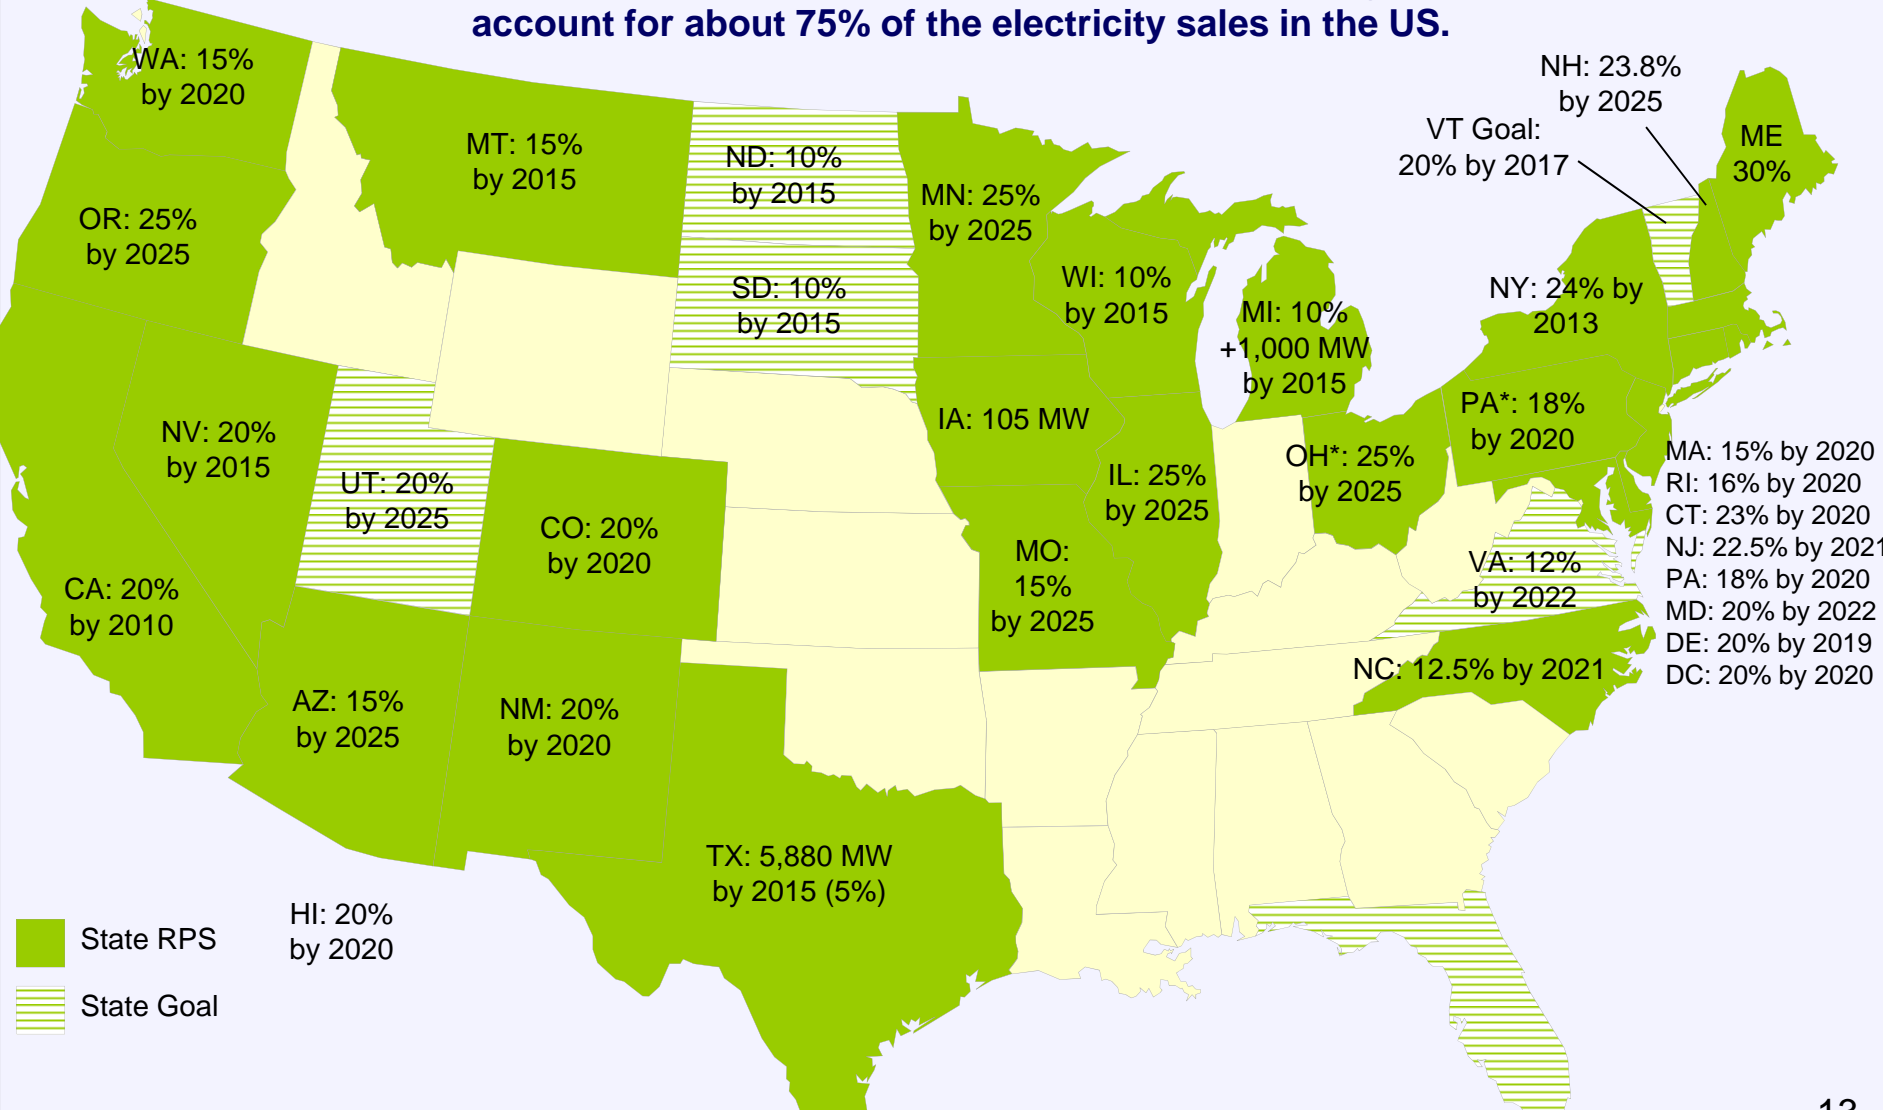 account for about 75% of the electricity sales in the US.
WA: 15%
by 2020
MT: 15%
by 2015
ND: 10%
by 2015
MN: 25%
by 2025
NH: 23.8%
by 2025
VT Goal:
20% by 2017
ME
30%
OR: 25%
by 2025
SD: 10%
by 2015
WI: 10%
by 2015
MI: 10%
+1,000 MW
by 2015
NY: 24% by
2013
NV: 20%
by 2015
UT: 20%
by 2025
CO: 20%
by 2020
IA: 105 MW
IL: 25%
by 2025
OH*: 25%
by 2025
PA*: 18%
by 2020
MO:
15%
by 2025
VA: 12%
by 2022
MA: 15% by 2020
RI: 16% by 2020
CT: 23% by 2020
NJ: 22.5% by 2021
PA: 18% by 2020
MD: 20% by 2022
DE: 20% by 2019
DC: 20% by 2020
CA: 20%
by 2010
AZ: 15%
by 2025
NM: 20%
by 2020
NC: 12.5% by 2021
TX: 5,880 MW
by 2015 (5%)
HI: 20%
by 2020
State RPS
State Goal